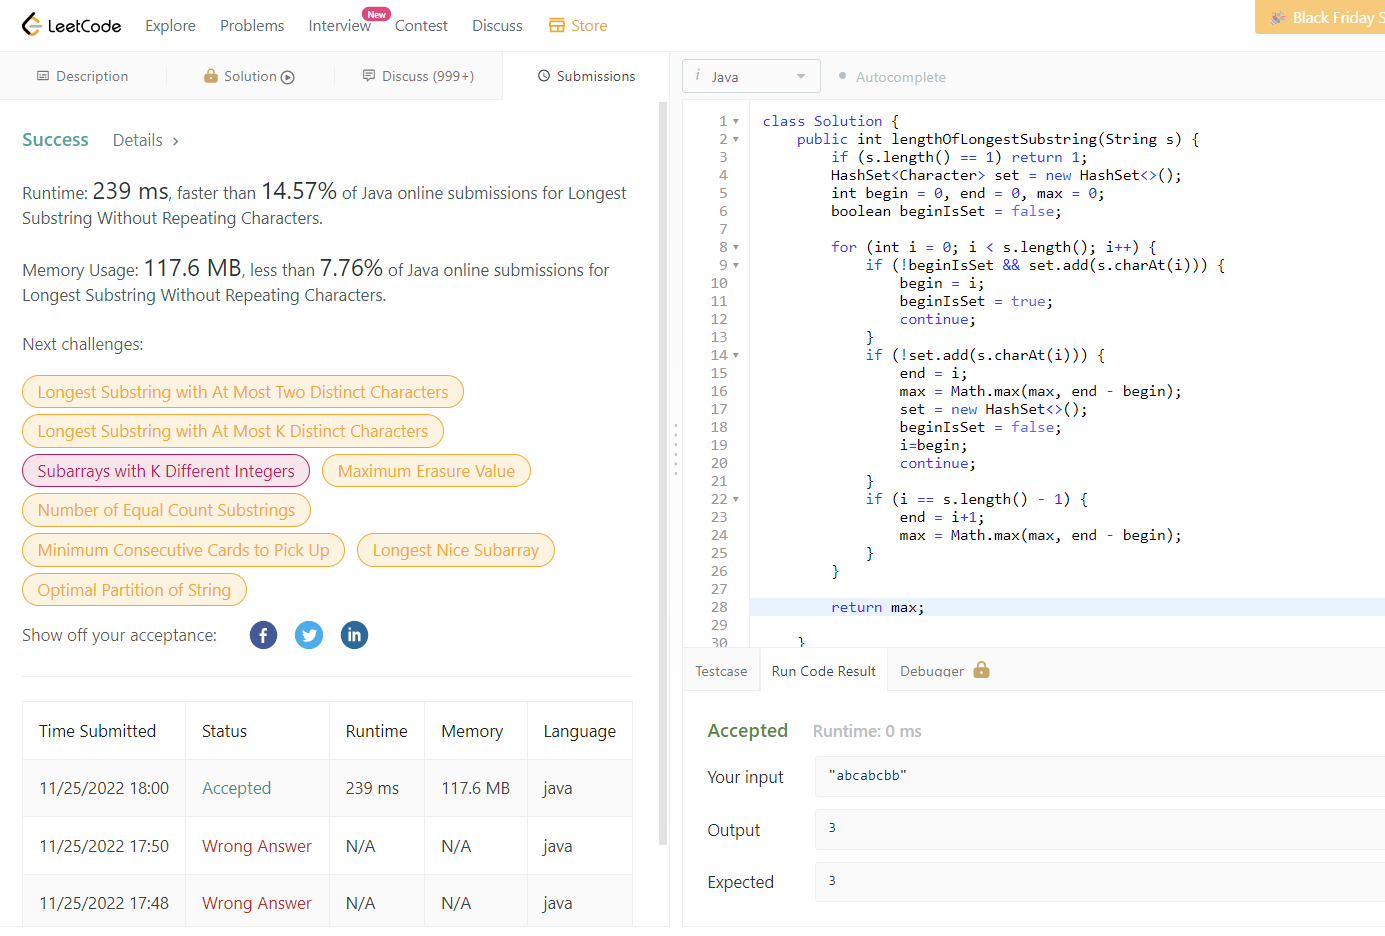 LeetCode Explore Problems Interview New Contest Discuss Store Black Friday S
Description Solution Discuss (999+) Submissions
Success Details >
Runtime: 239 ms, faster than 14.57% of Java online submissions for Longest
Substring Without Repeating Characters.
Memory Usage: 117.6 MB, less than 7.76% of Java online submissions for
Longest Substring Without Repeating Characters.
Next challenges:
Longest Substring with At Most Two Distinct Characters
Longest Substring with At Most K Distinct Characters
Subarrays with K Different Integers Maximum Erasure Value
Number of Equal Count Substrings
Minimum Consecutive Cards to Pick Up Longest Nice Subarray
Optimal Partition of String
Show off your acceptance: f in
Time Submitted Status Runtime Memory Language
11/25/2022 18:00 Accepted 239 ms 117.6 MB java
11/25/2022 17:50 Wrong Answer N/A N/A java
11/25/2022 17:48 Wrong Answer N/A N/A java
i Java Autocomplete
1 class Solution {
2 public int lengthOfLongestSubstring(String s) {
3 if (s.length() == 1) return 1;
4 HashSet<Character> set = new HashSet<>();
5 int begin = 0, end = 0, max = 0;
6 boolean beginIsSet = false;
7
8 for (int i = 0; i < s.length(); i++) {
9 if (!beginIsSet && set.add(s.charAt(i))) {
10 begin = i;
11 beginIsSet = true;
12 continue;
13 }
14 if (!set.add(s.charAt(i))) {
15 end = i;
16 max = Math.max(max, end - begin);
17 set = new HashSet<>();
18 beginIsSet = false;
19 i=begin;
20 continue;
21 }
22 if (i == s.length() - 1) {
23 end = i+1;
24 max = Math.max(max, end - begin);
25 }
26 }
27
28 return max;
29
30 }
Testcase Run Code Result Debugger
Accepted Runtime: 0 ms
Your input "abcabcbb"
Output 3
Expected 3